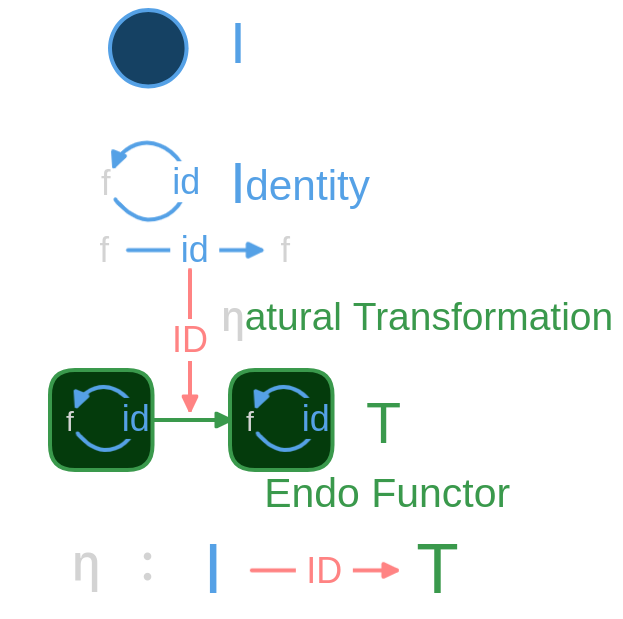 I
f id Identity
f id f
ηatural Transformation
ID
f id f id T
Endo Functor
η : I ID T